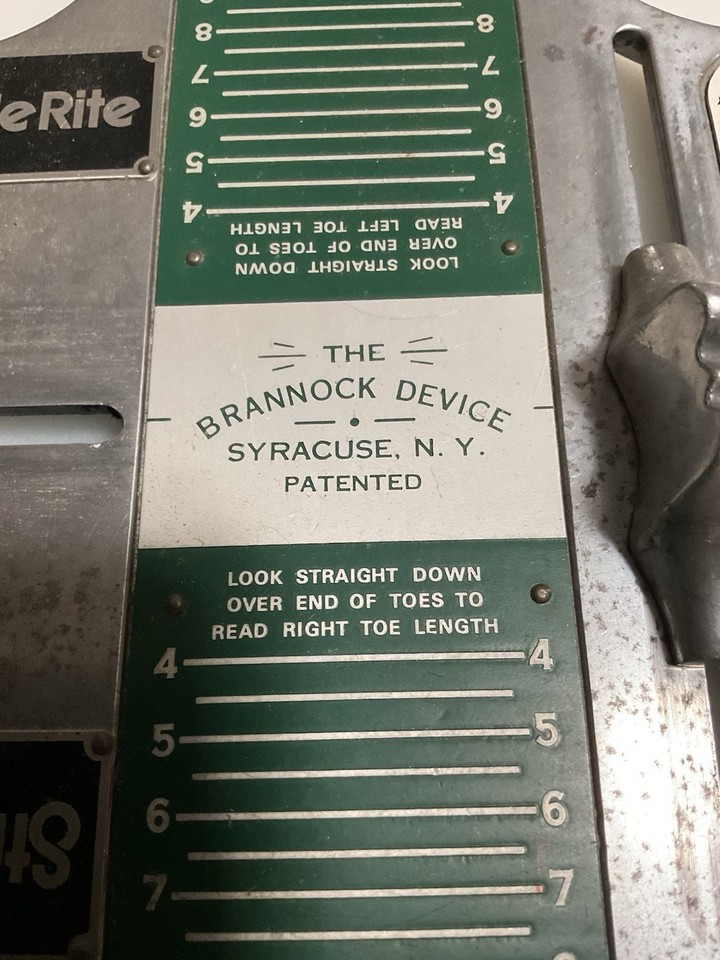 8 8
7 7
6 6
5 5
4 4
READ LEFT TOE LENGTH
OVER END OF TOES TO
LOOK STRAIGHT DOWN
eRite
THE
BRANNOCK DEVICE
SYRACUSE, N. Y.
PATENTED
LOOK STRAIGHT DOWN
OVER END OF TOES TO
READ RIGHT TOE LENGTH
4 4
5 5
6 6
7 7
Str